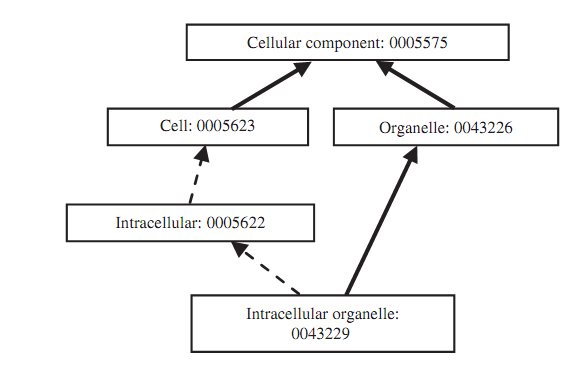 Cellular component: 0005575
Cell: 0005623
Organelle: 0043226
Intracellular: 0005622
Intracellular organelle:
0043229